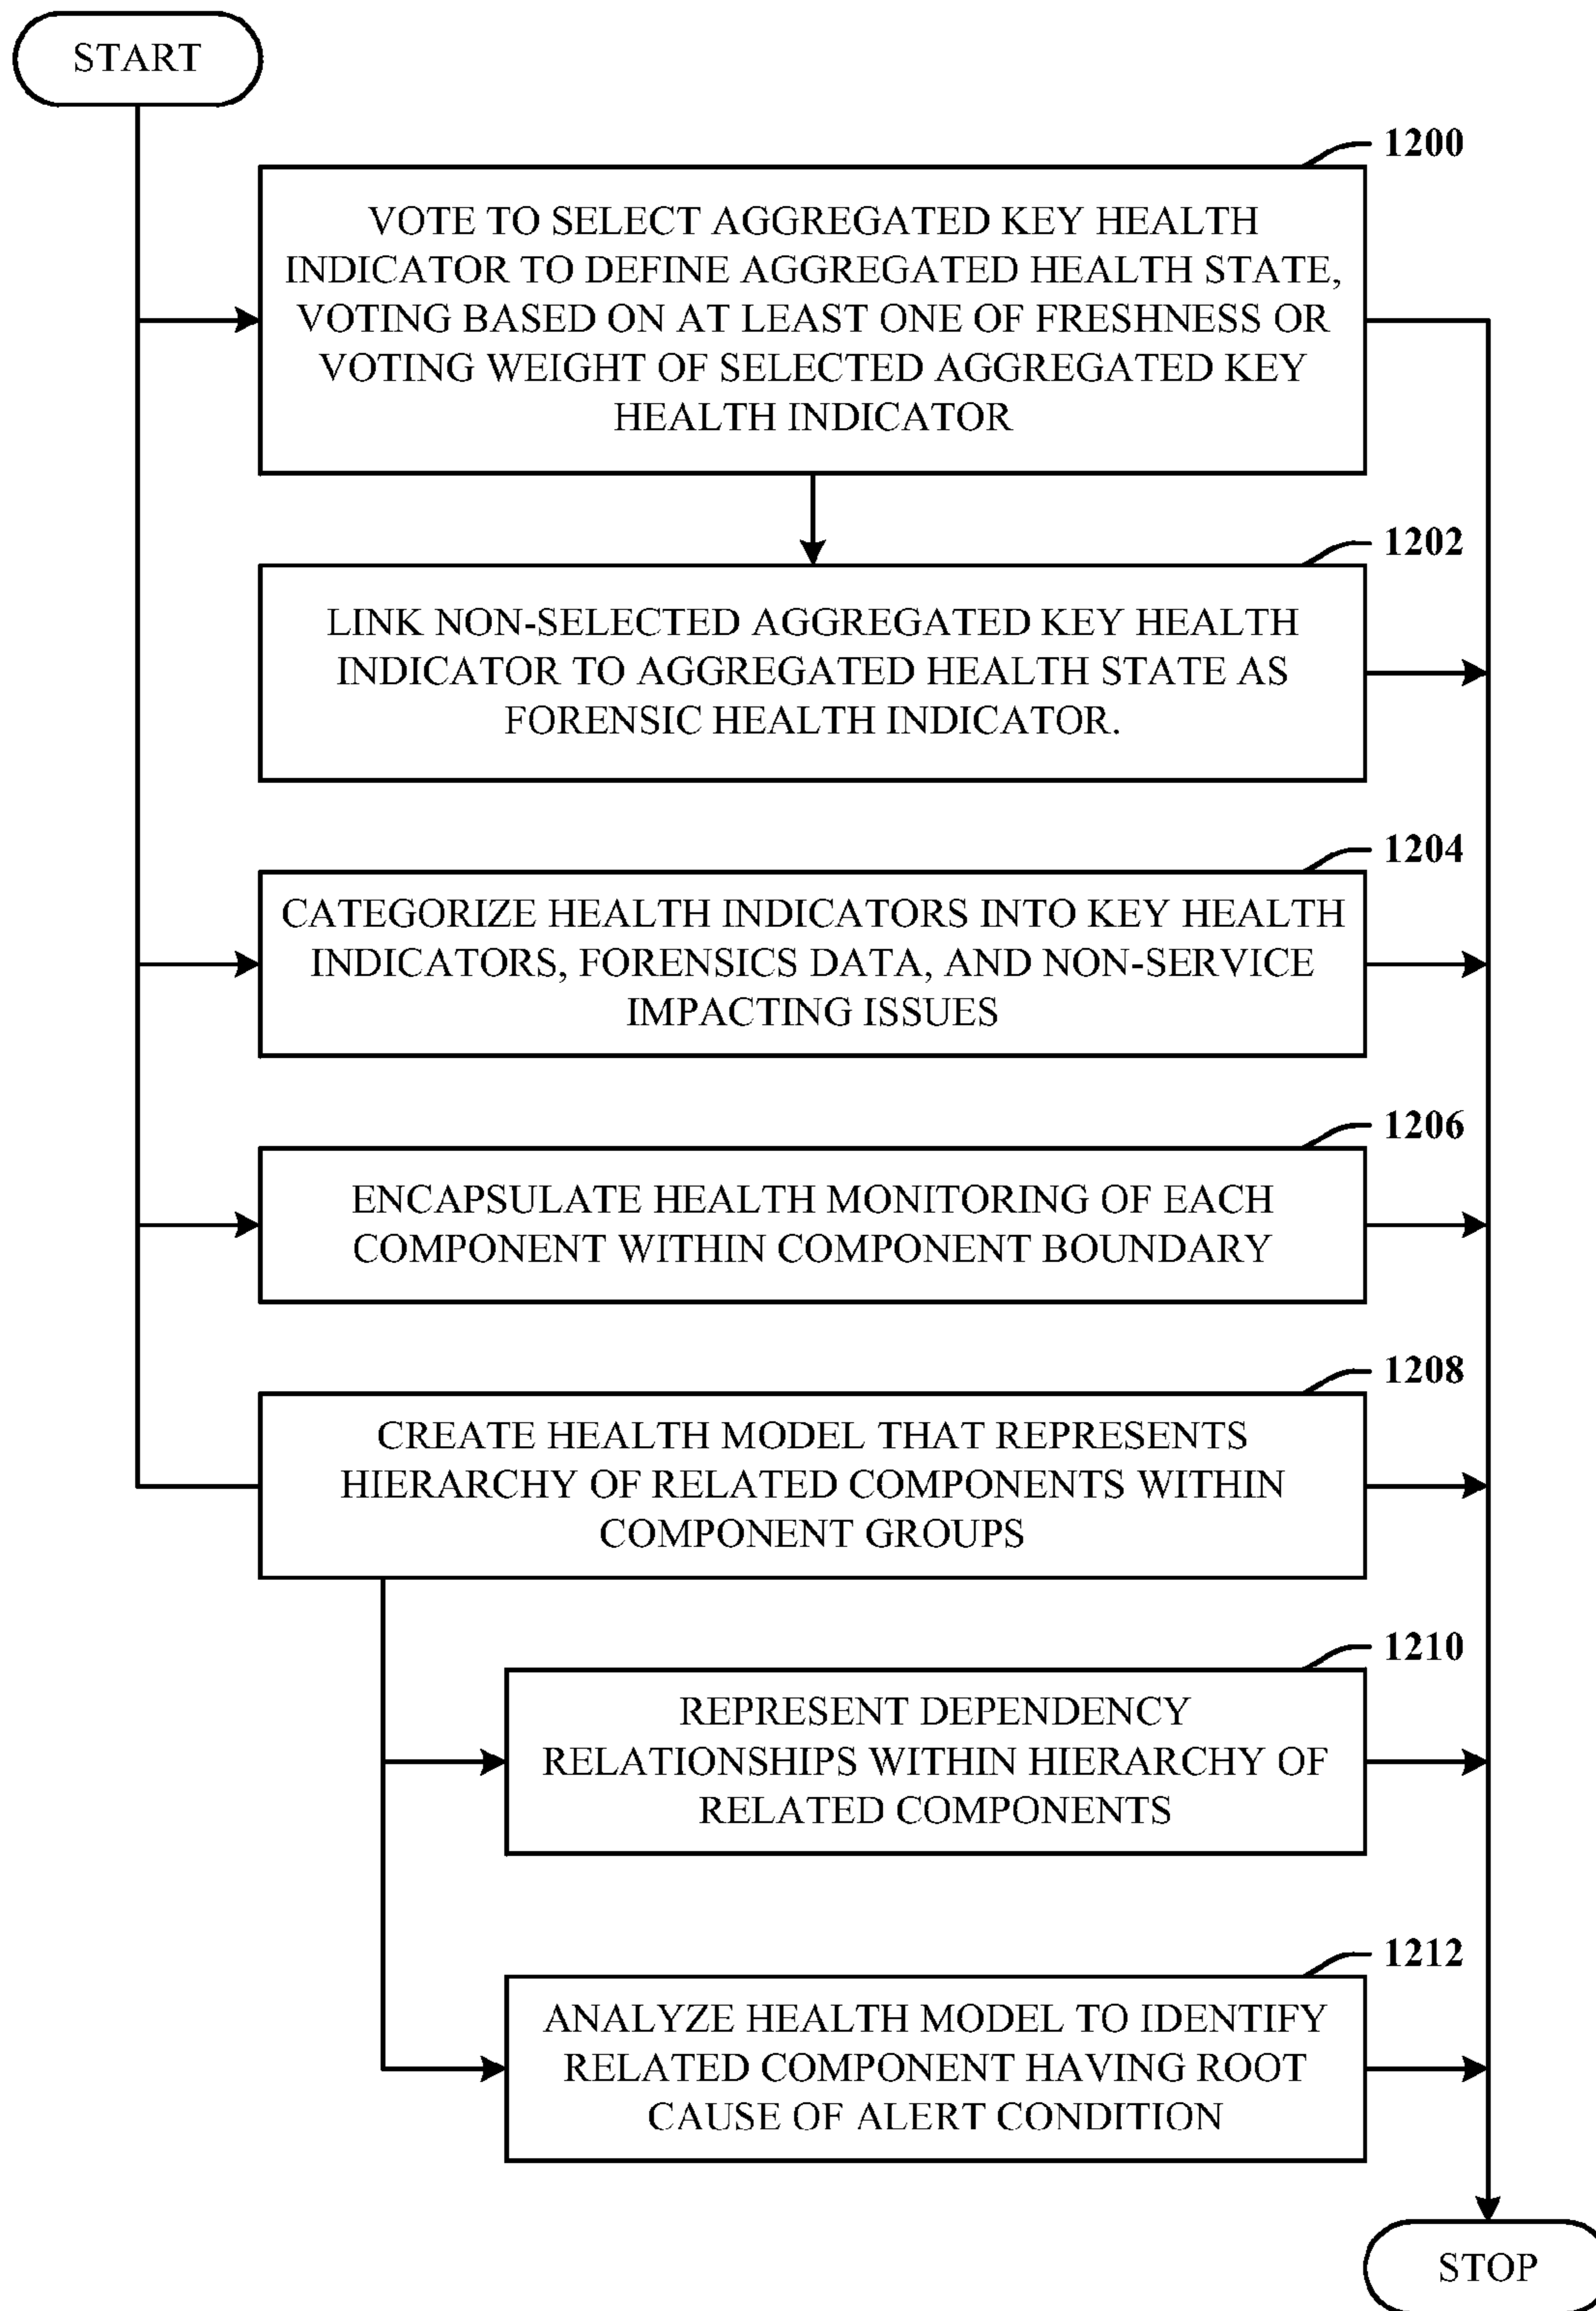 START
1200
VOTE TO SELECT AGGREGATED KEY HEALTH
INDICATOR TO DEFINE AGGREGATED HEALTH STATE,
VOTING BASED ON AT LEAST ONE OF FRESHNESS OR
VOTING WEIGHT OF SELECTED AGGREGATED KEY
HEALTH INDICATOR
1202
LINK NON-SELECTED AGGREGATED KEY HEALTH
INDICATOR TO AGGREGATED HEALTH STATE AS
FORENSIC HEALTH INDICATOR.
1204
CATEGORIZE HEALTH INDICATORS INTO KEY HEALTH
INDICATORS, FORENSICS DATA, AND NON-SERVICE
IMPACTING ISSUES
1206
ENCAPSULATE HEALTH MONITORING OF EACH
COMPONENT WITHIN COMPONENT BOUNDARY
1208
CREATE HEALTH MODEL THAT REPRESENTS
HIERARCHY OF RELATED COMPONENTS WITHIN
COMPONENT GROUPS
1210
REPRESENT DEPENDENCY
RELATIONSHIPS WITHIN HIERARCHY OF
RELATED COMPONENTS
1212
ANALYZE HEALTH MODEL TO IDENTIFY
RELATED COMPONENT HAVING ROOT
CAUSE OF ALERT CONDITION
STOP